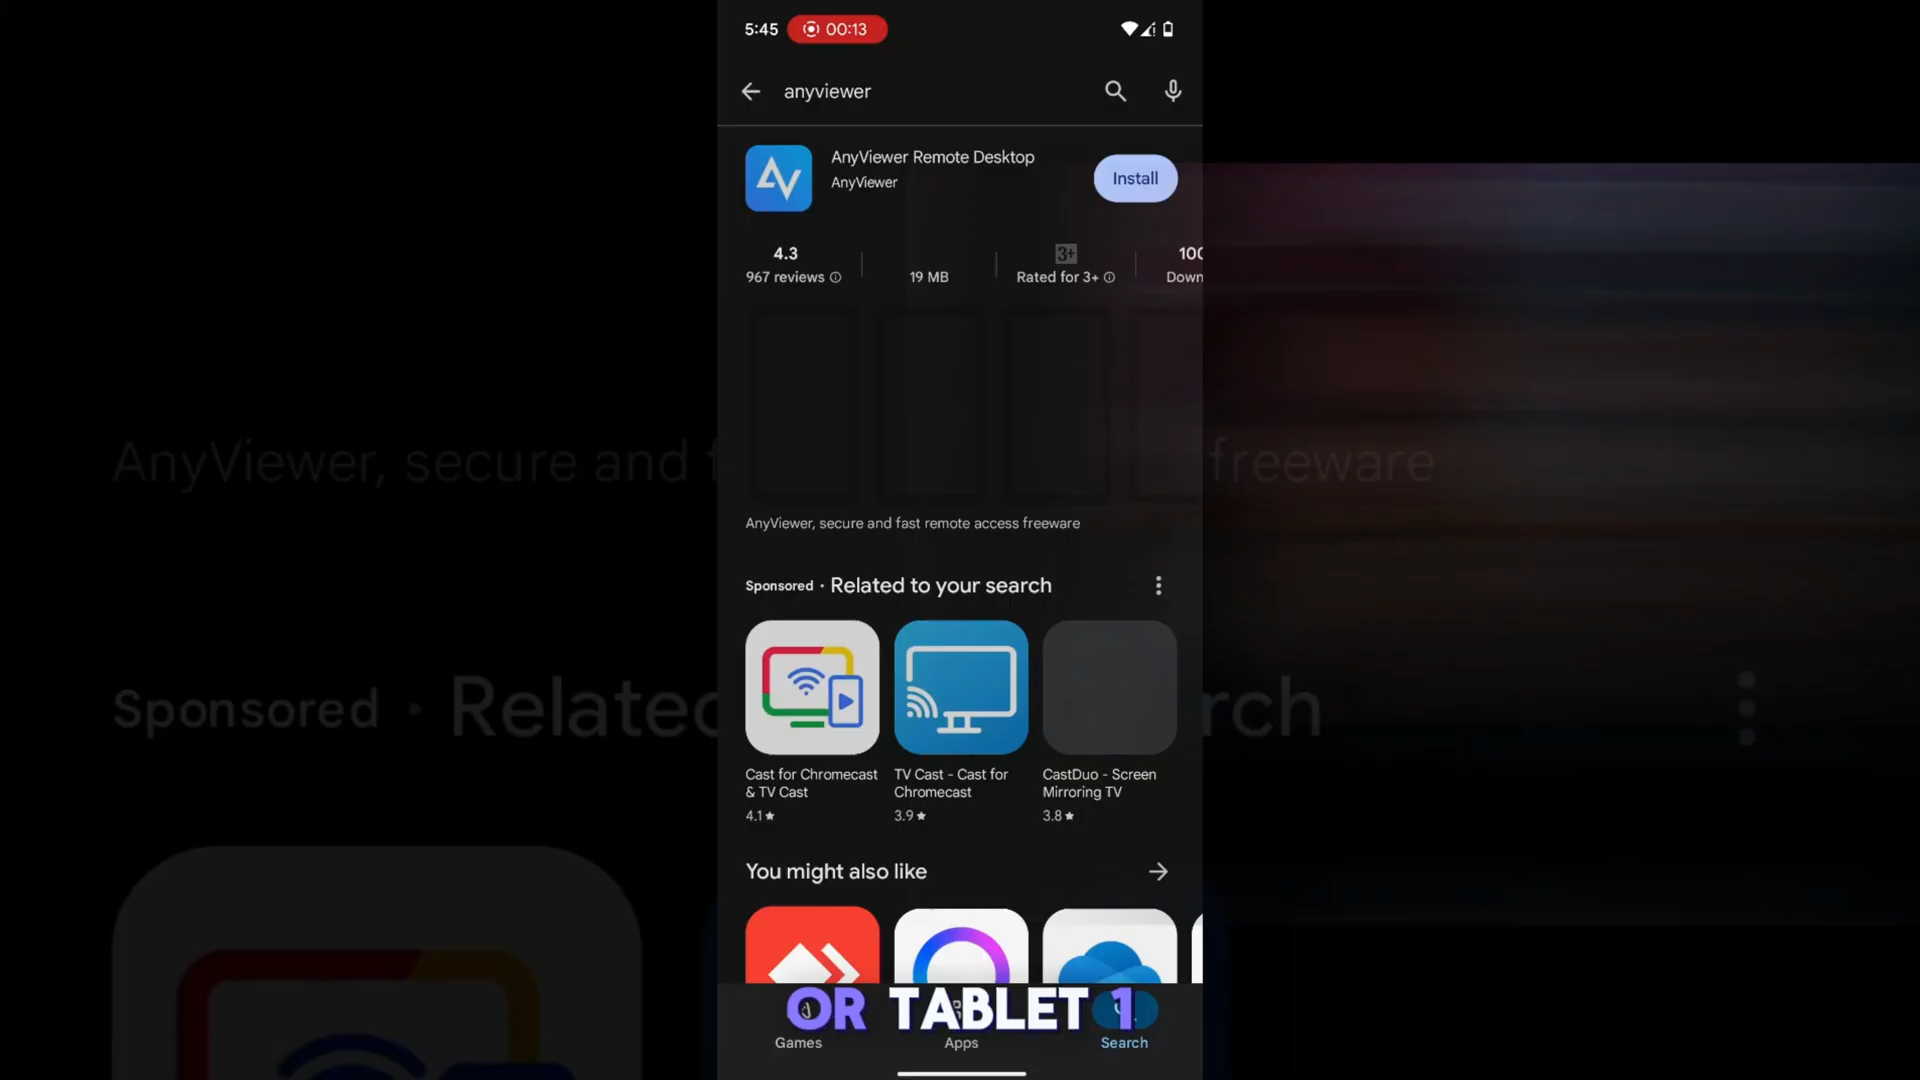 5:45 00:13
anyviewer
AnyViewer Remote Desktop
AnyViewer
Install
4.3
967 reviews
19 MB
3+
Rated for 3+
100
Down
AnyViewer, secure and f
freeware
AnyViewer, secure and fast remote access freeware
Sponsored · Related to your search
Sponsored · Related
rch
Cast for Chromecast
& TV Cast
4.1★
TV Cast - Cast for
Chromecast
3.9★
CastDuo - Screen
Mirroring TV
3.8★
You might also like
OR TABLET 1
Games
Apps
Search